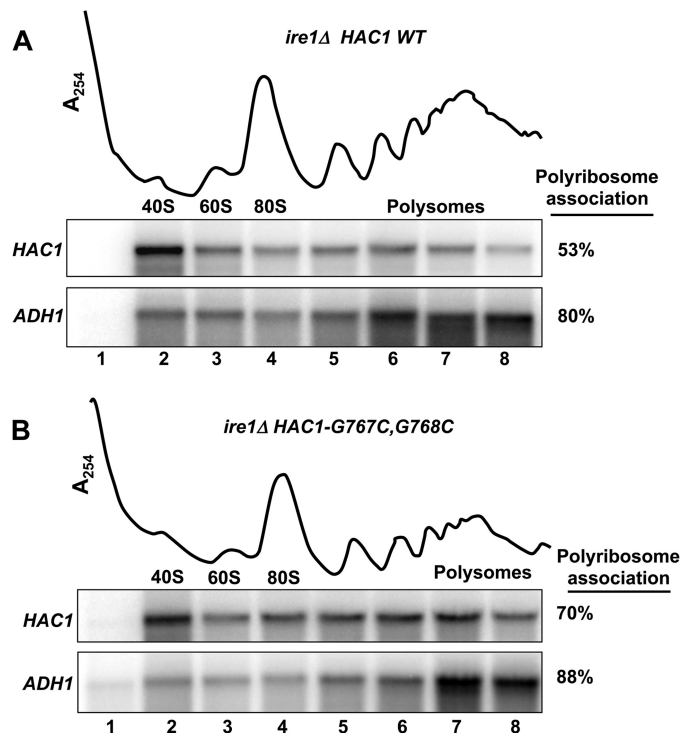 A
ire1Δ HAC1 WT
A254
Polyribosome
association
40S 60S 80S Polysomes
HAC1 53%
ADH1 80%
1 2 3 4 5 6 7 8
B
ire1Δ HAC1-G767C,G768C
A254
Polyribosome
association
40S 60S 80S Polysomes
HAC1 70%
ADH1 88%
1 2 3 4 5 6 7 8